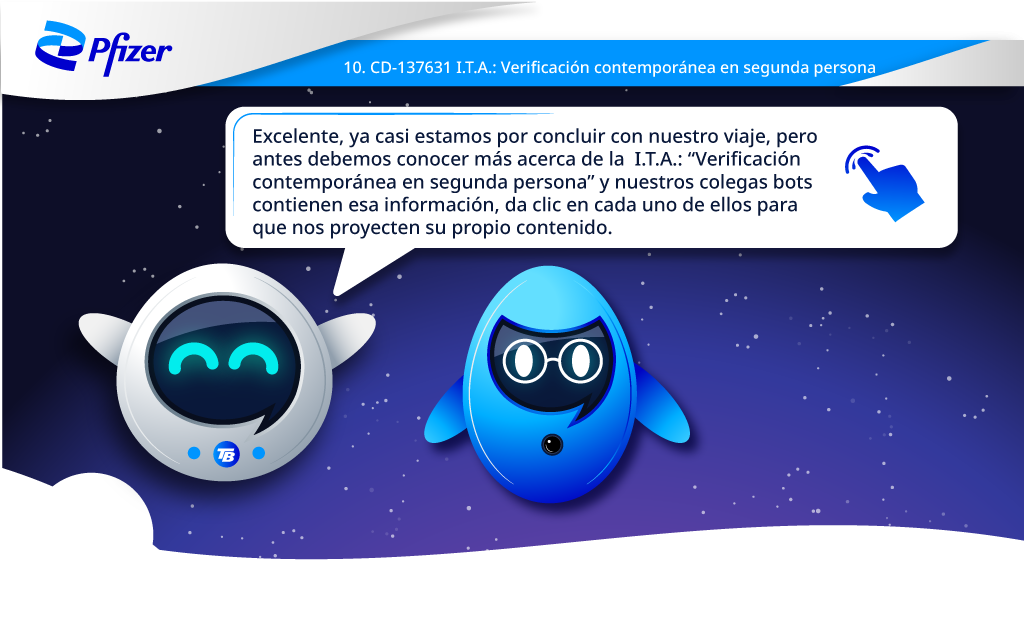 Pfizer
10. CD-137631 I.T.A.: Verificación contemporánea en segunda persona
Excelente, ya casi estamos por concluir con nuestro viaje, pero
antes debemos conocer más acerca de la  I.T.A.: “Verificación
contemporánea en segunda persona” y nuestros colegas bots
contienen esa información, da clic en cada uno de ellos para
que nos proyecten su propio contenido.
TB